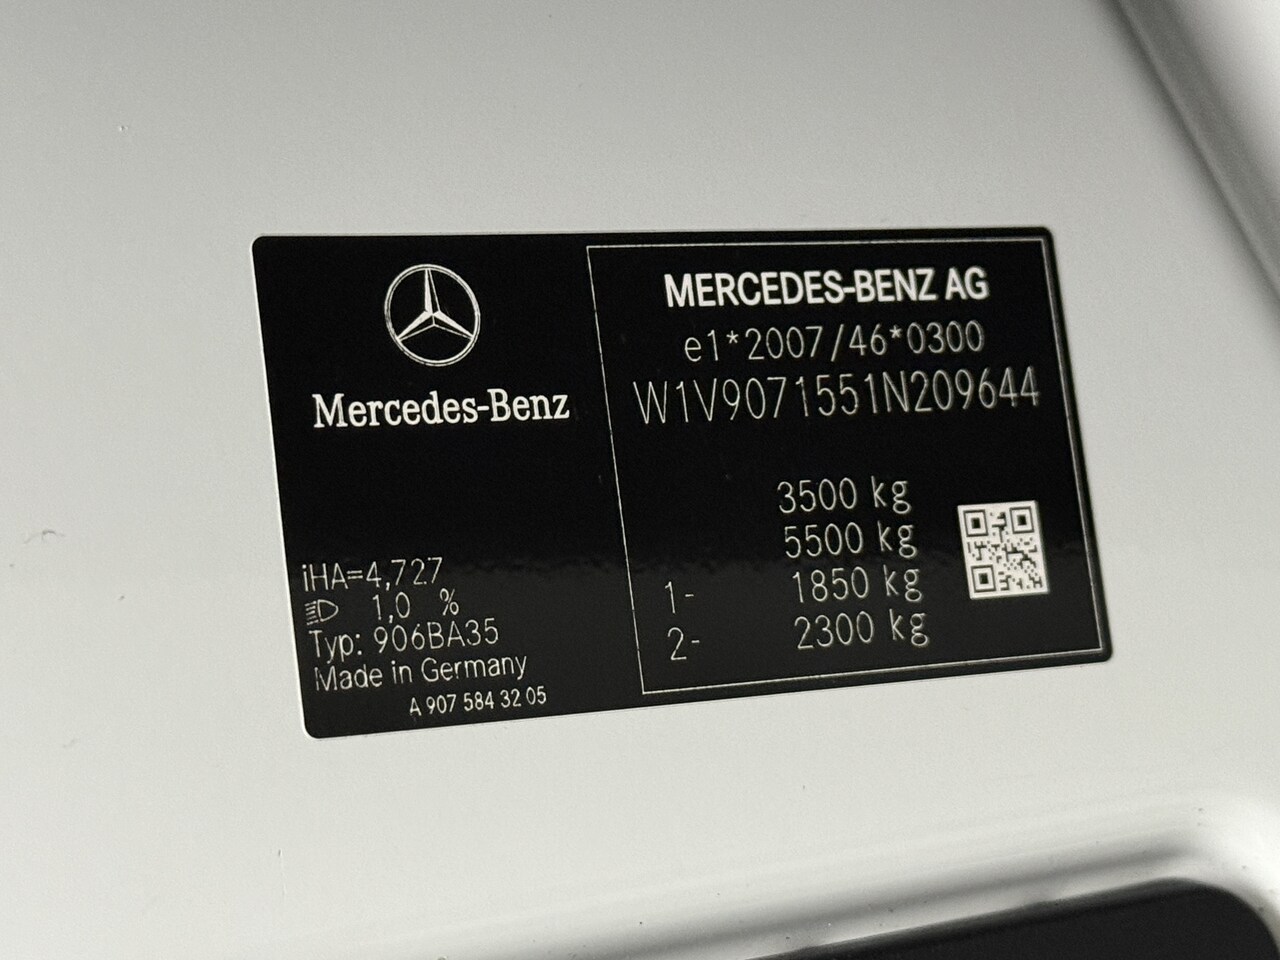 Mercedes-Benz
iHA=4,727
1,0 %
Typ: 906BA35
Made in Germany
A 907 584 32 05
MERCEDES-BENZ AG
e1*2007/46*0300
W1V9071551N209644
3500 kg
5500 kg
1- 1850 kg
2- 2300 kg